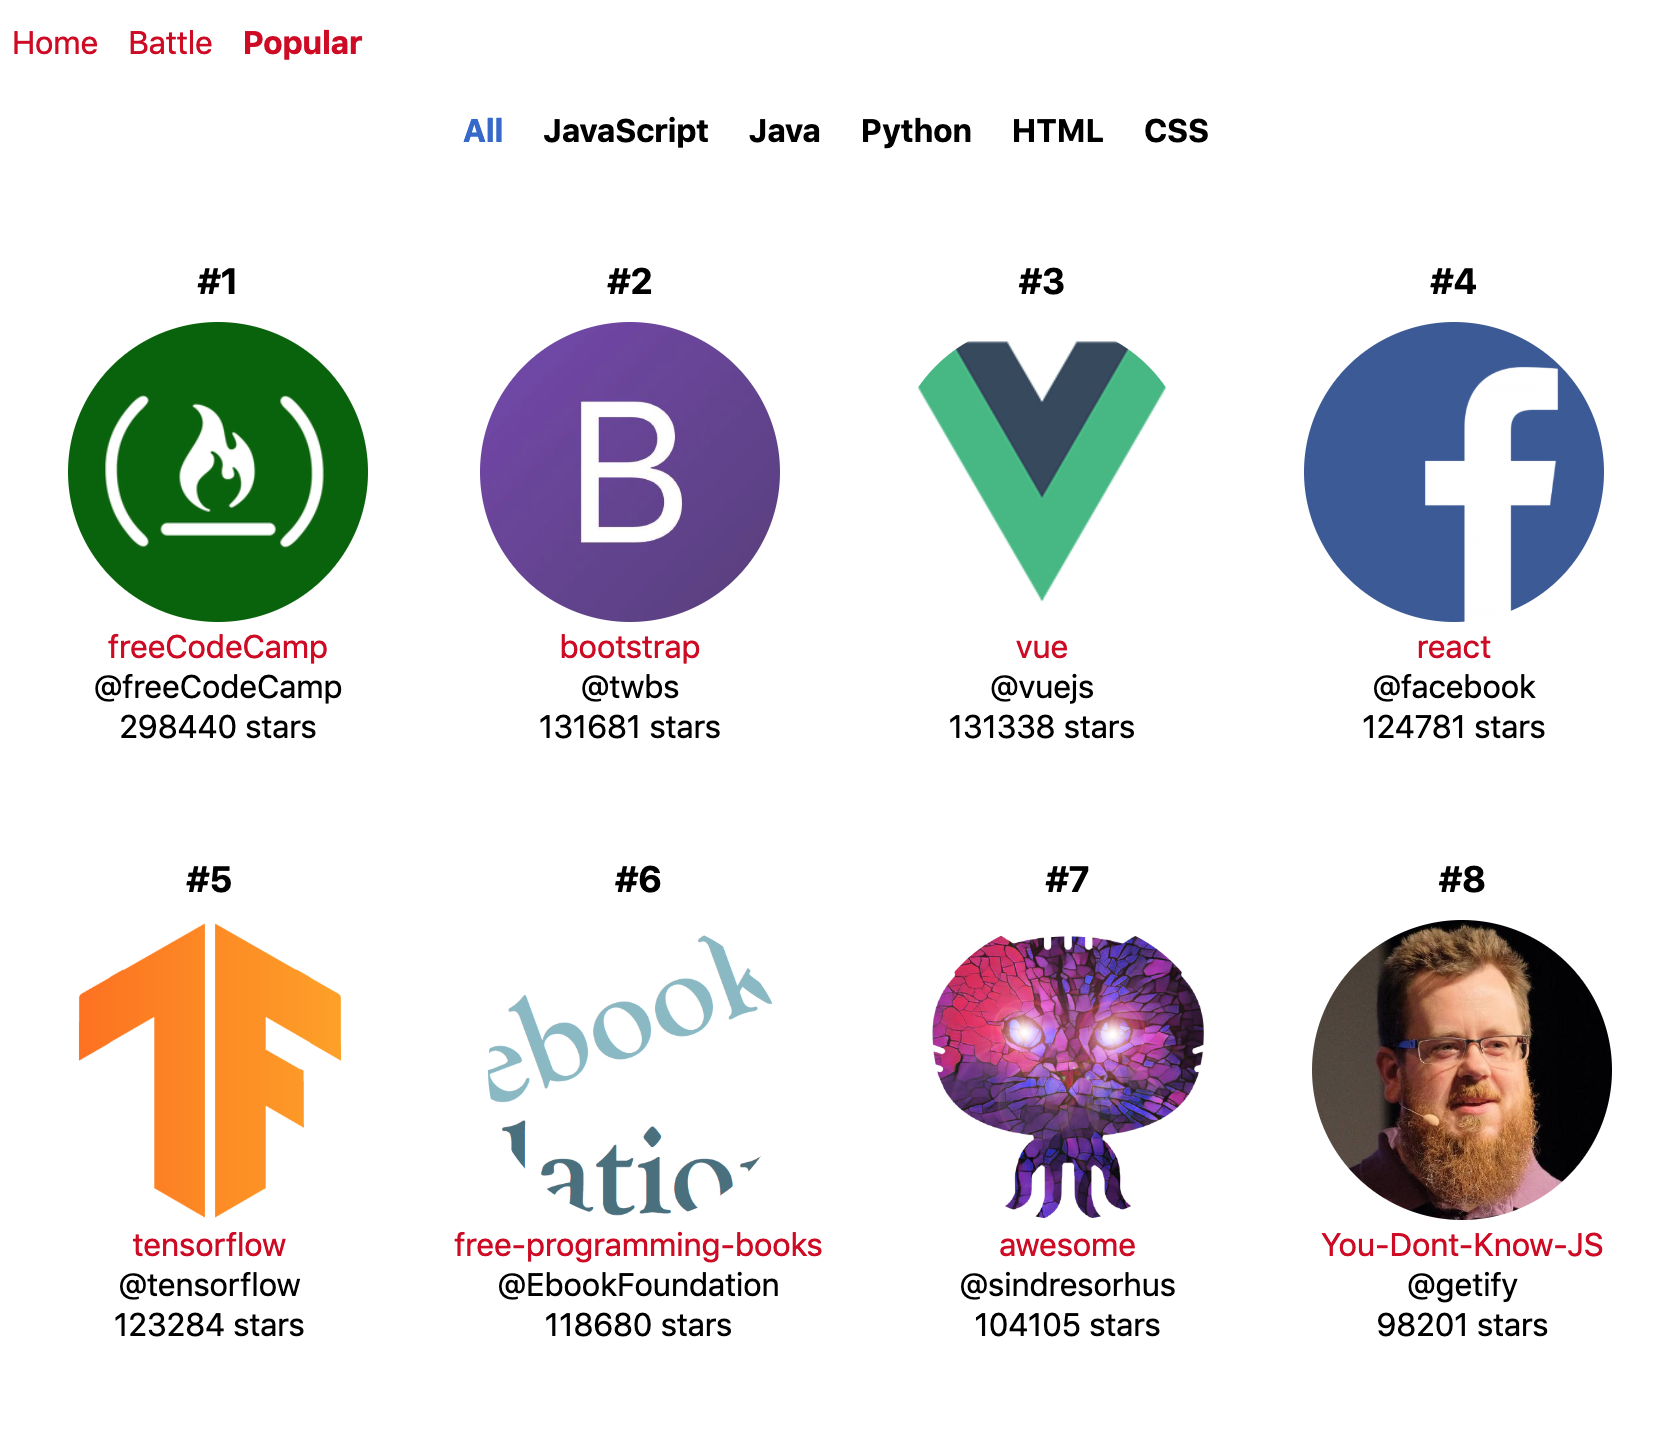 Home Battle Popular
All JavaScript Java Python HTML CSS
#1 #2 #3 #4
B
f
freeCodeCamp bootstrap vue react
@freeCodeCamp @twbs @vuejs @facebook
298440 stars 131681 stars 131338 stars 124781 stars
#5 #6 #7 #8
ebook
lation
tensorflow free-programming-books awesome You-Dont-Know-JS
@tensorflow @EbookFoundation @sindresorhus @getify
123284 stars 118680 stars 104105 stars 98201 stars